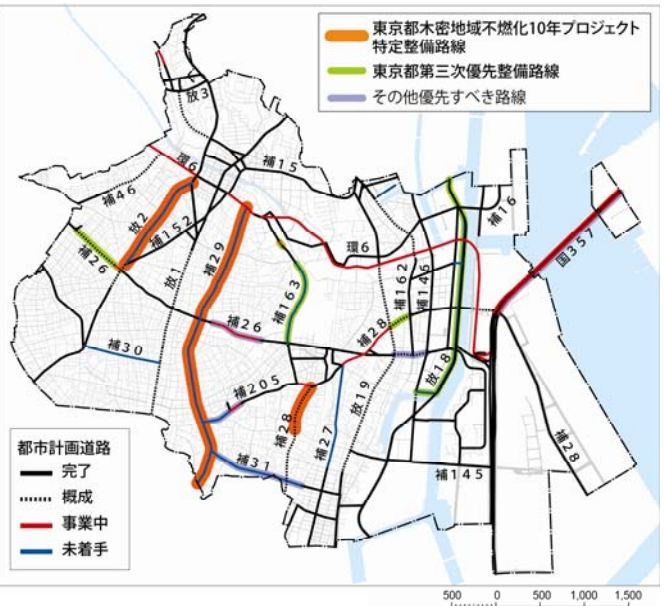 東京都木密地域不燃化10年プロジェクト
特定整備路線
東京都第三次優先整備路線
その他優先すべき路線
放3
補15
環6
補46
放2
補152
補16
補26
補29
放1
環6
国357
補162
補146
補163
補26
補28
補30
放18
補205
放19
補28
補27
補28
補31
補145
都市計画道路
完了
概成
事業中
未着手
500 0 500 1,000 1,500